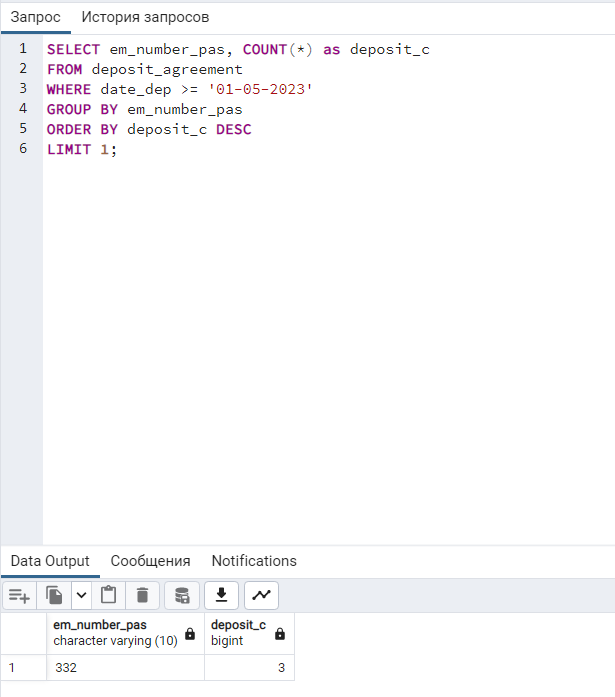 Запрос История запросов
1 SELECT em_number_pas, COUNT(*) as deposit_c
2 FROM deposit_agreement
3 WHERE date_dep >= '01-05-2023'
4 GROUP BY em_number_pas
5 ORDER BY deposit_c DESC
6 LIMIT 1;
Data Output Сообщения Notifications
em_number_pas deposit_c
character varying (10) bigint
1 332 3